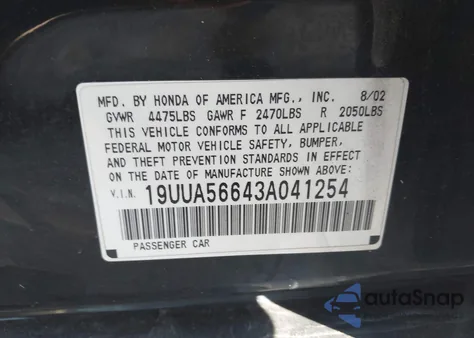 MFD. BY HONDA OF AMERICA MFG., INC. 8/02
GVWR 4475LBS GAWR F 2470LBS R 2050LBS
THIS VEHICLE CONFORMS TO ALL APPLICABLE
FEDERAL MOTOR VEHICLE SAFETY, BUMPER,
AND THEFT PREVENTION STANDARDS IN EFFECT
ON THE DATE OF MANUFACTURE SHOWN ABOVE.
V.I.N. 19UUA56643A041254
PASSENGER CAR
autoSnap